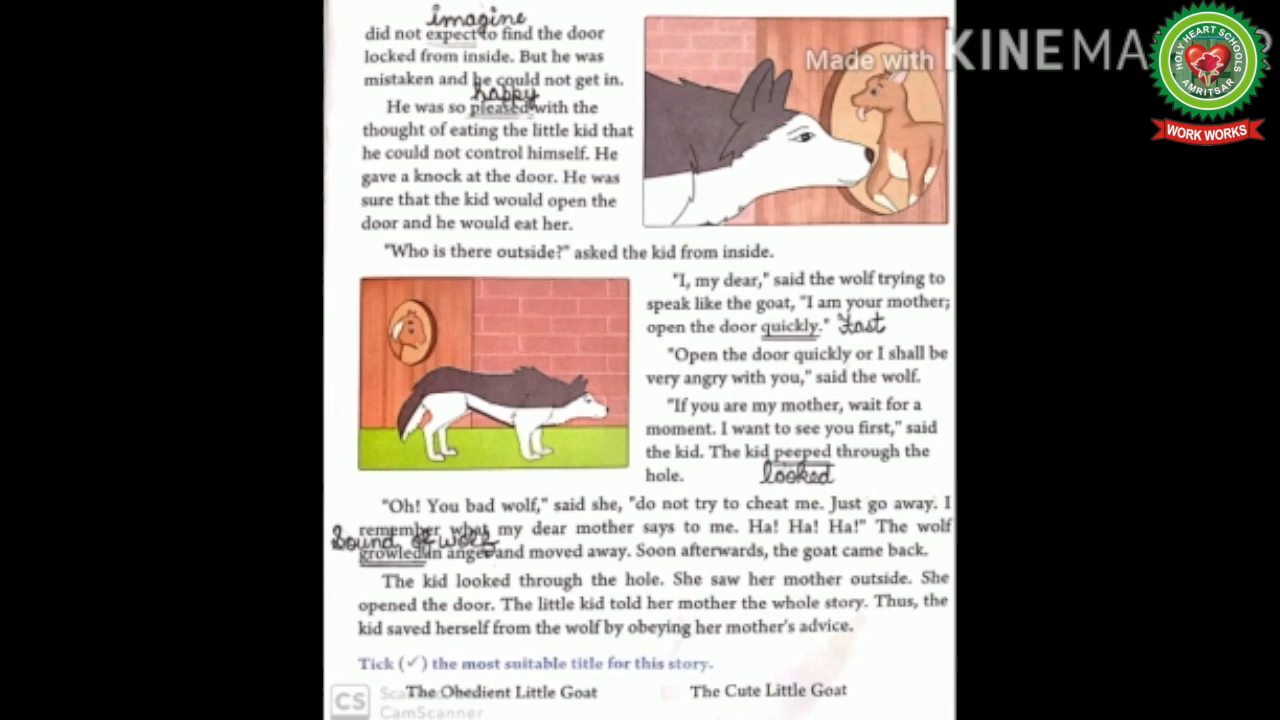 imagine
did not expect to find the door
locked from inside. But he was
mistaken and he could not get in.
happy
He was so pleased with the
thought of eating the little kid that
he could not control himself. He
gave a knock at the door. He was
sure that the kid would open the
door and he would eat her.
"Who is there outside?" asked the kid from inside.
"I, my dear," said the wolf trying to
speak like the goat, "I am your mother;
open the door quickly." Fast
"Open the door quickly or I shall be
very angry with you," said the wolf.
"If you are my mother, wait for a
moment. I want to see you first," said
the kid. The kid peeped through the
hole. looked
"Oh! You bad wolf," said she, "do not try to cheat me. Just go away. I
remember what my dear mother says to me. Ha! Ha! Ha!" The wolf
Sound of wolf
growled in anger and moved away. Soon afterwards, the goat came back.
The kid looked through the hole. She saw her mother outside. She
opened the door. The little kid told her mother the whole story. Thus, the
kid saved herself from the wolf by obeying her mother's advice.
Tick (✓) the most suitable title for this story.
The Obedient Little Goat The Cute Little Goat
CS
CamScanner
Made with KINEMA
HOLY HEART SCHOOLS
AMRITSAR
WORK WORKS